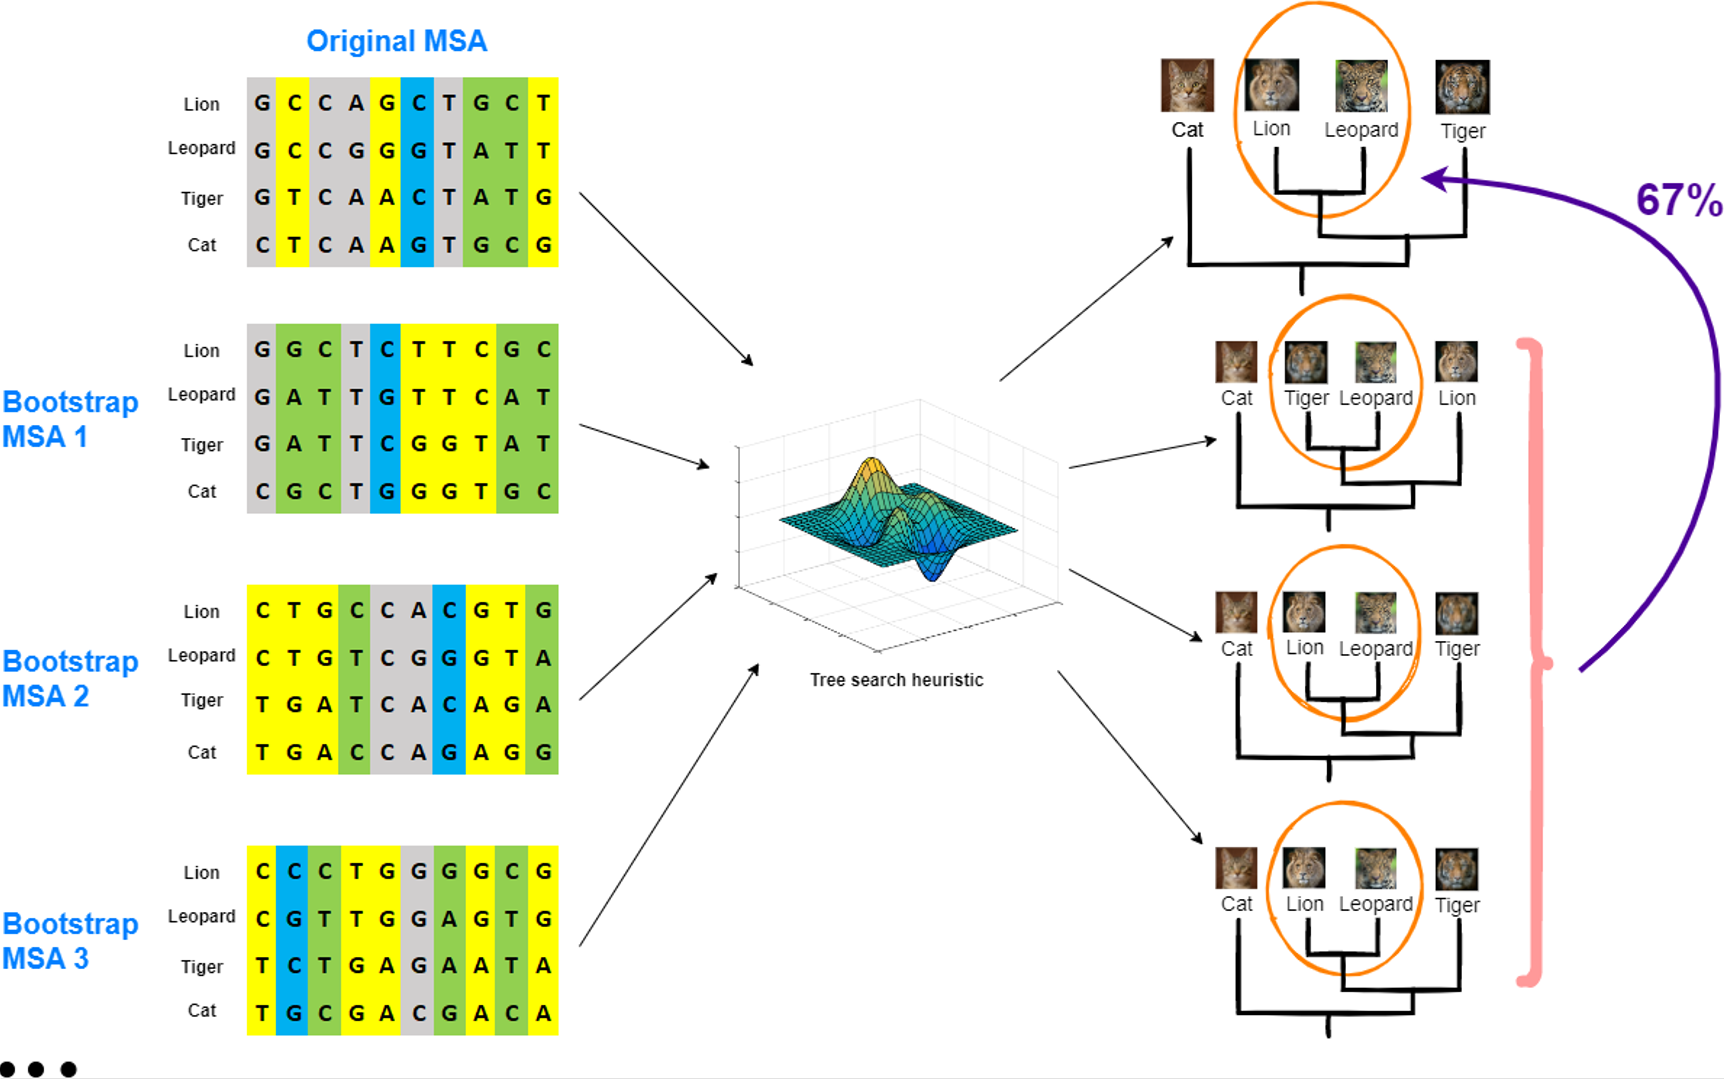 Original MSA
Lion G C C A G C T G C T
Leopard G C C G G G T A T T
Tiger G T C A A C T A T G
Cat C T C A A G T G C G
Bootstrap
MSA 1
Lion G G C T C T T C G C
Leopard G A T T G T T C A T
Tiger G A T T C G G T A T
Cat C G C T G G G T G C
Bootstrap
MSA 2
Lion C T G C C A C G T G
Leopard C T G T C G G G T A
Tiger T G A T C A C A G A
Cat T G A C C A G A G G
Bootstrap
MSA 3
Lion C C C T G G G G C G
Leopard C G T T G G A G T G
Tiger T C T G A G A A T A
Cat T G C G A C G A C A
Tree search heuristic
Cat Lion Leopard Tiger
67%
Cat Tiger Leopard Lion
Cat Lion Leopard Tiger
Cat Lion Leopard Tiger